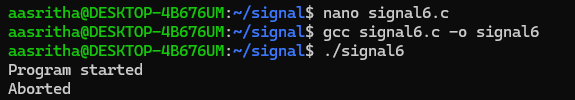 aasritha@DESKTOP-4B676UM:~/signal$ nano signal6.c
aasritha@DESKTOP-4B676UM:~/signal$ gcc signal6.c -o signal6
aasritha@DESKTOP-4B676UM:~/signal$ ./signal6
Program started
Aborted